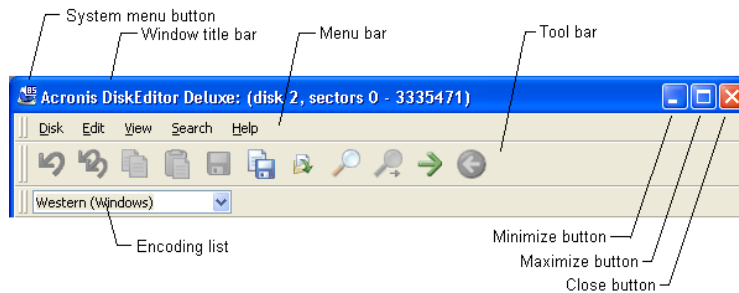 System menu button
Window title bar
Menu bar
Tool bar
Acronis DiskEditor Deluxe: (disk 2, sectors 0 - 3335471)
Disk Edit View Search Help
Western (Windows)
Encoding list
Minimize button
Maximize button
Close button